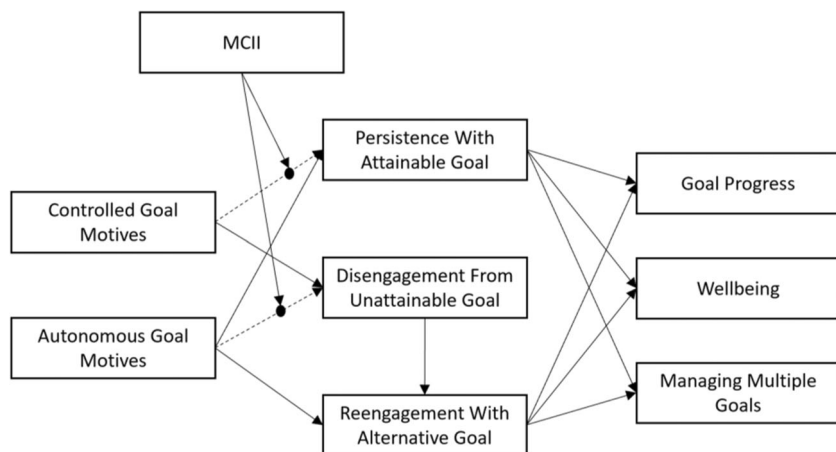 MCII
Persistence With
Attainable Goal
Goal Progress
Controlled Goal
Motives
Disengagement From
Unattainable Goal
Wellbeing
Autonomous Goal
Motives
Reengagement With
Alternative Goal
Managing Multiple
Goals